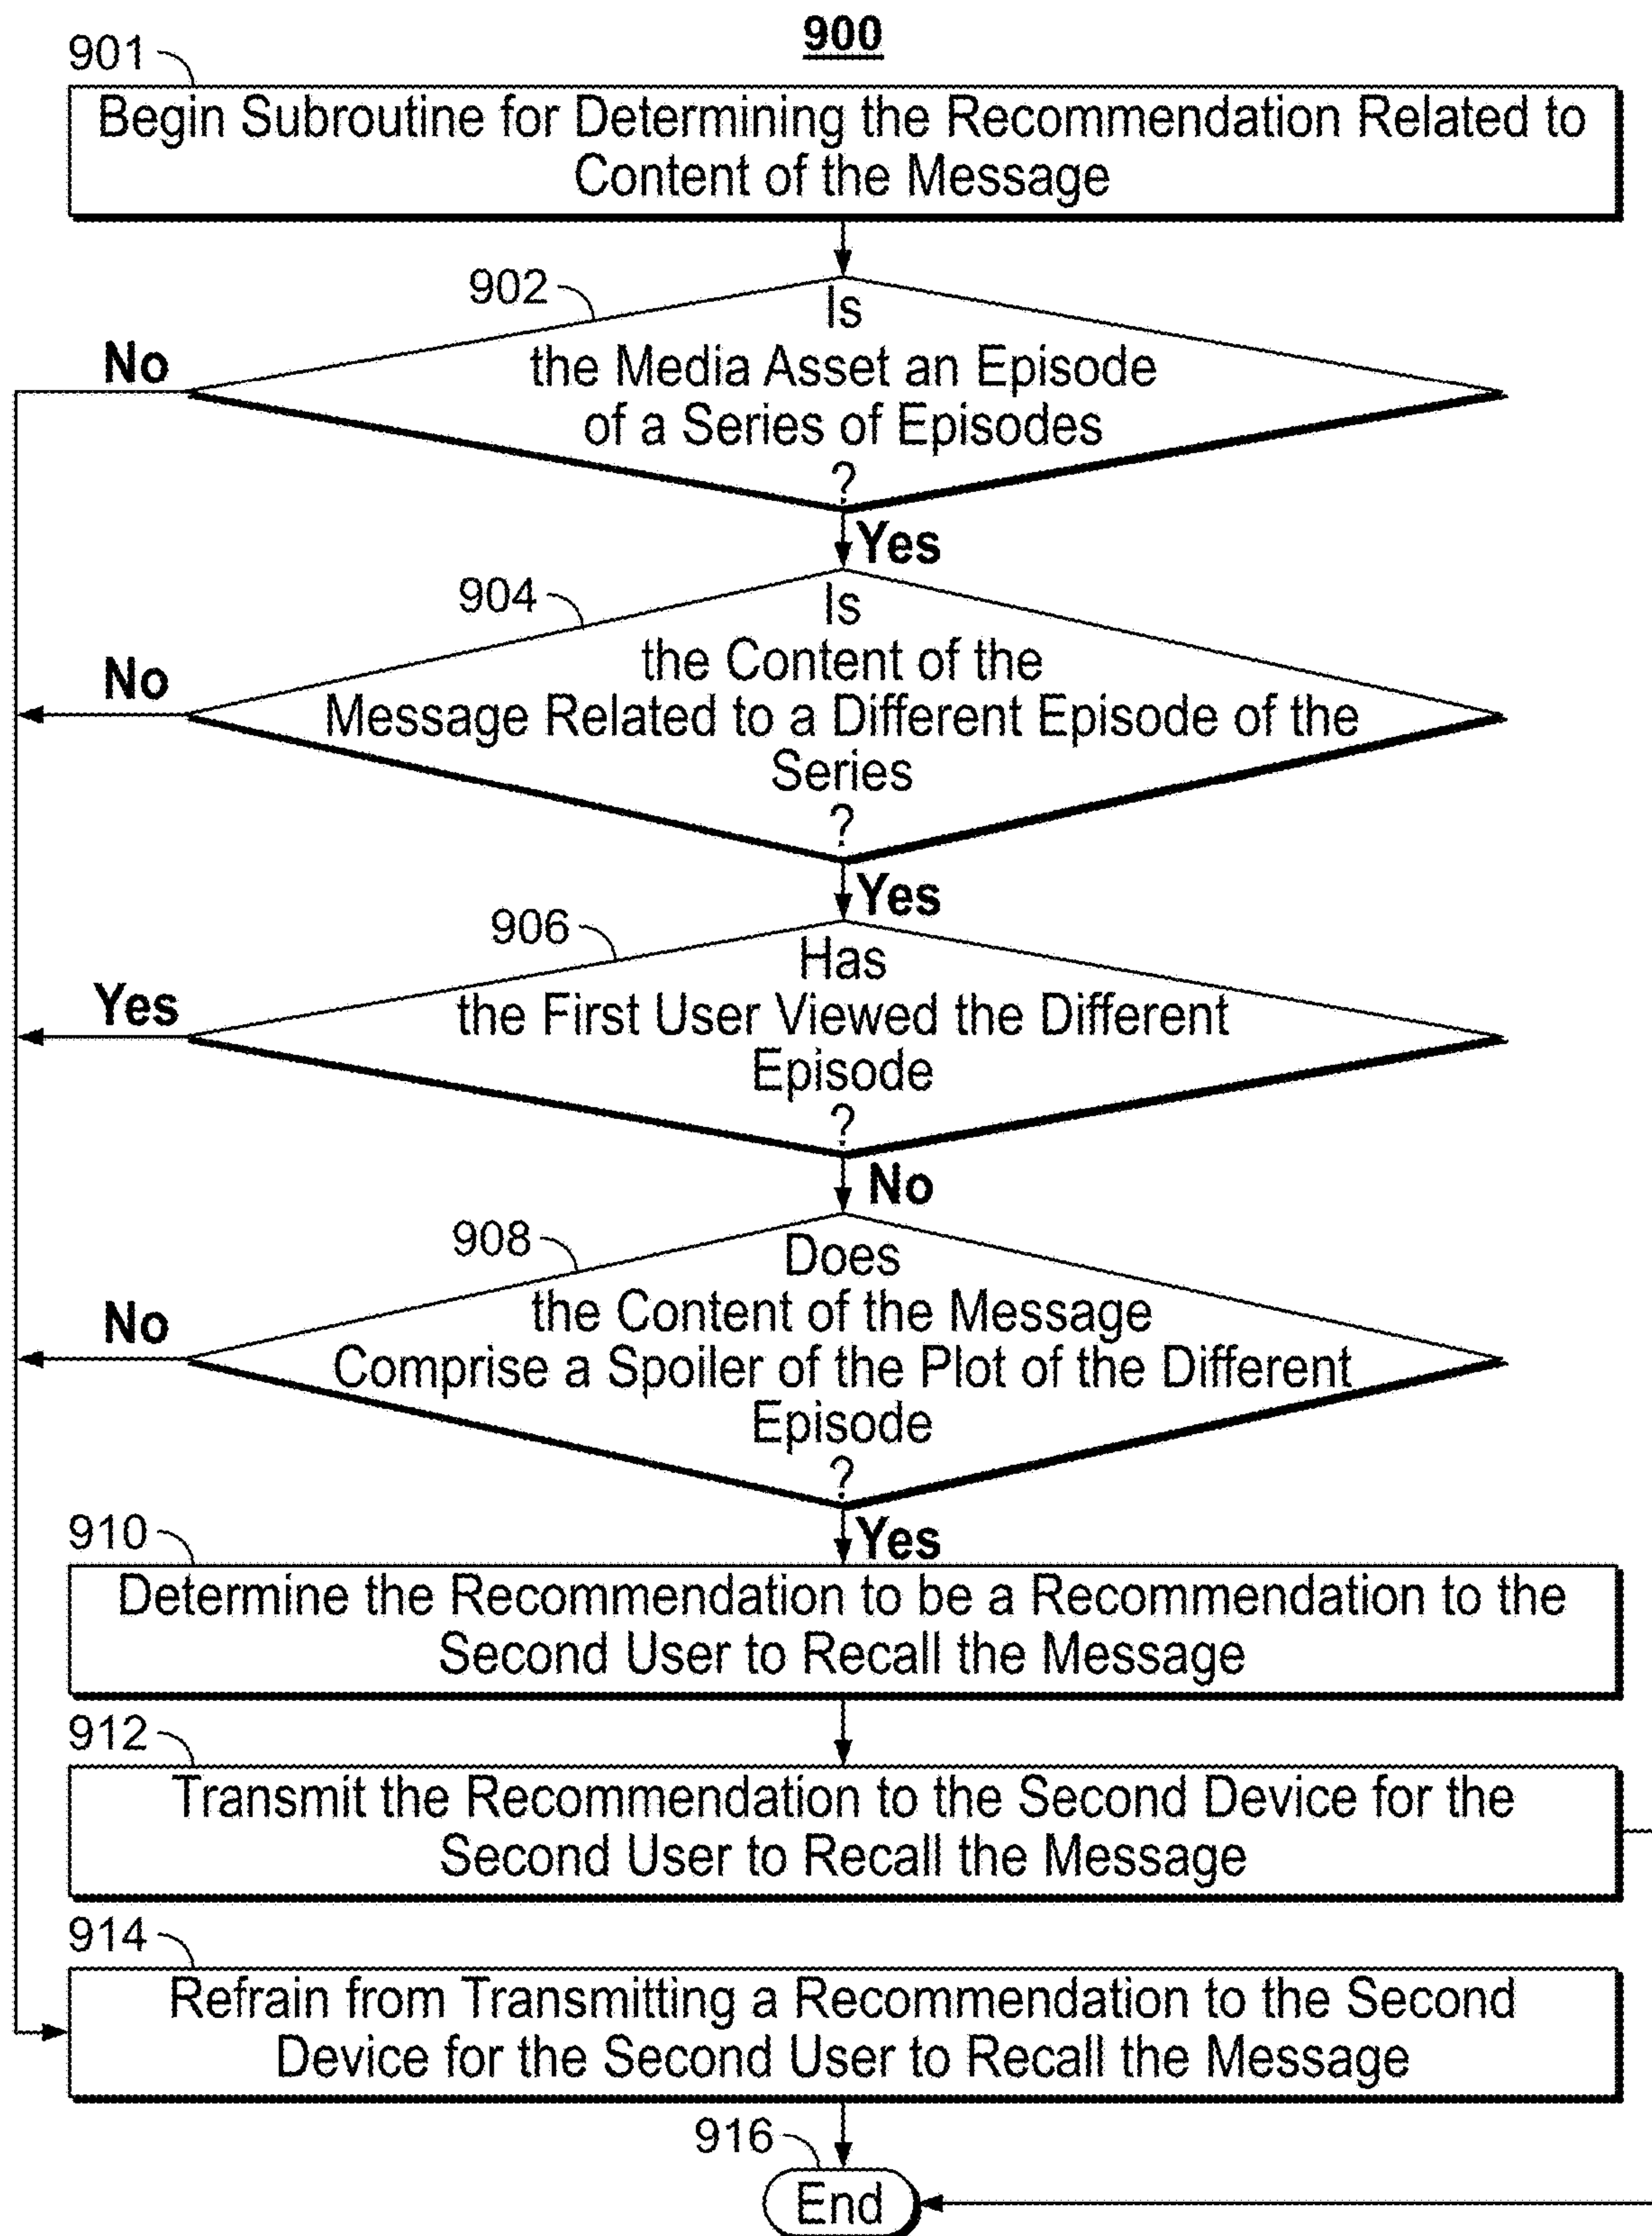 900
901
Begin Subroutine for Determining the Recommendation Related to
Content of the Message
902
Is
the Media Asset an Episode
of a Series of Episodes
?
No
Yes
904
Is
the Content of the
Message Related to a Different Episode of the
Series
?
No
Yes
906
Has
the First User Viewed the Different
Episode
?
Yes
No
908
Does
the Content of the Message
Comprise a Spoiler of the Plot of the Different
Episode
?
No
Yes
910
Determine the Recommendation to be a Recommendation to the
Second User to Recall the Message
912
Transmit the Recommendation to the Second Device for the
Second User to Recall the Message
914
Refrain from Transmitting a Recommendation to the Second
Device for the Second User to Recall the Message
916
End